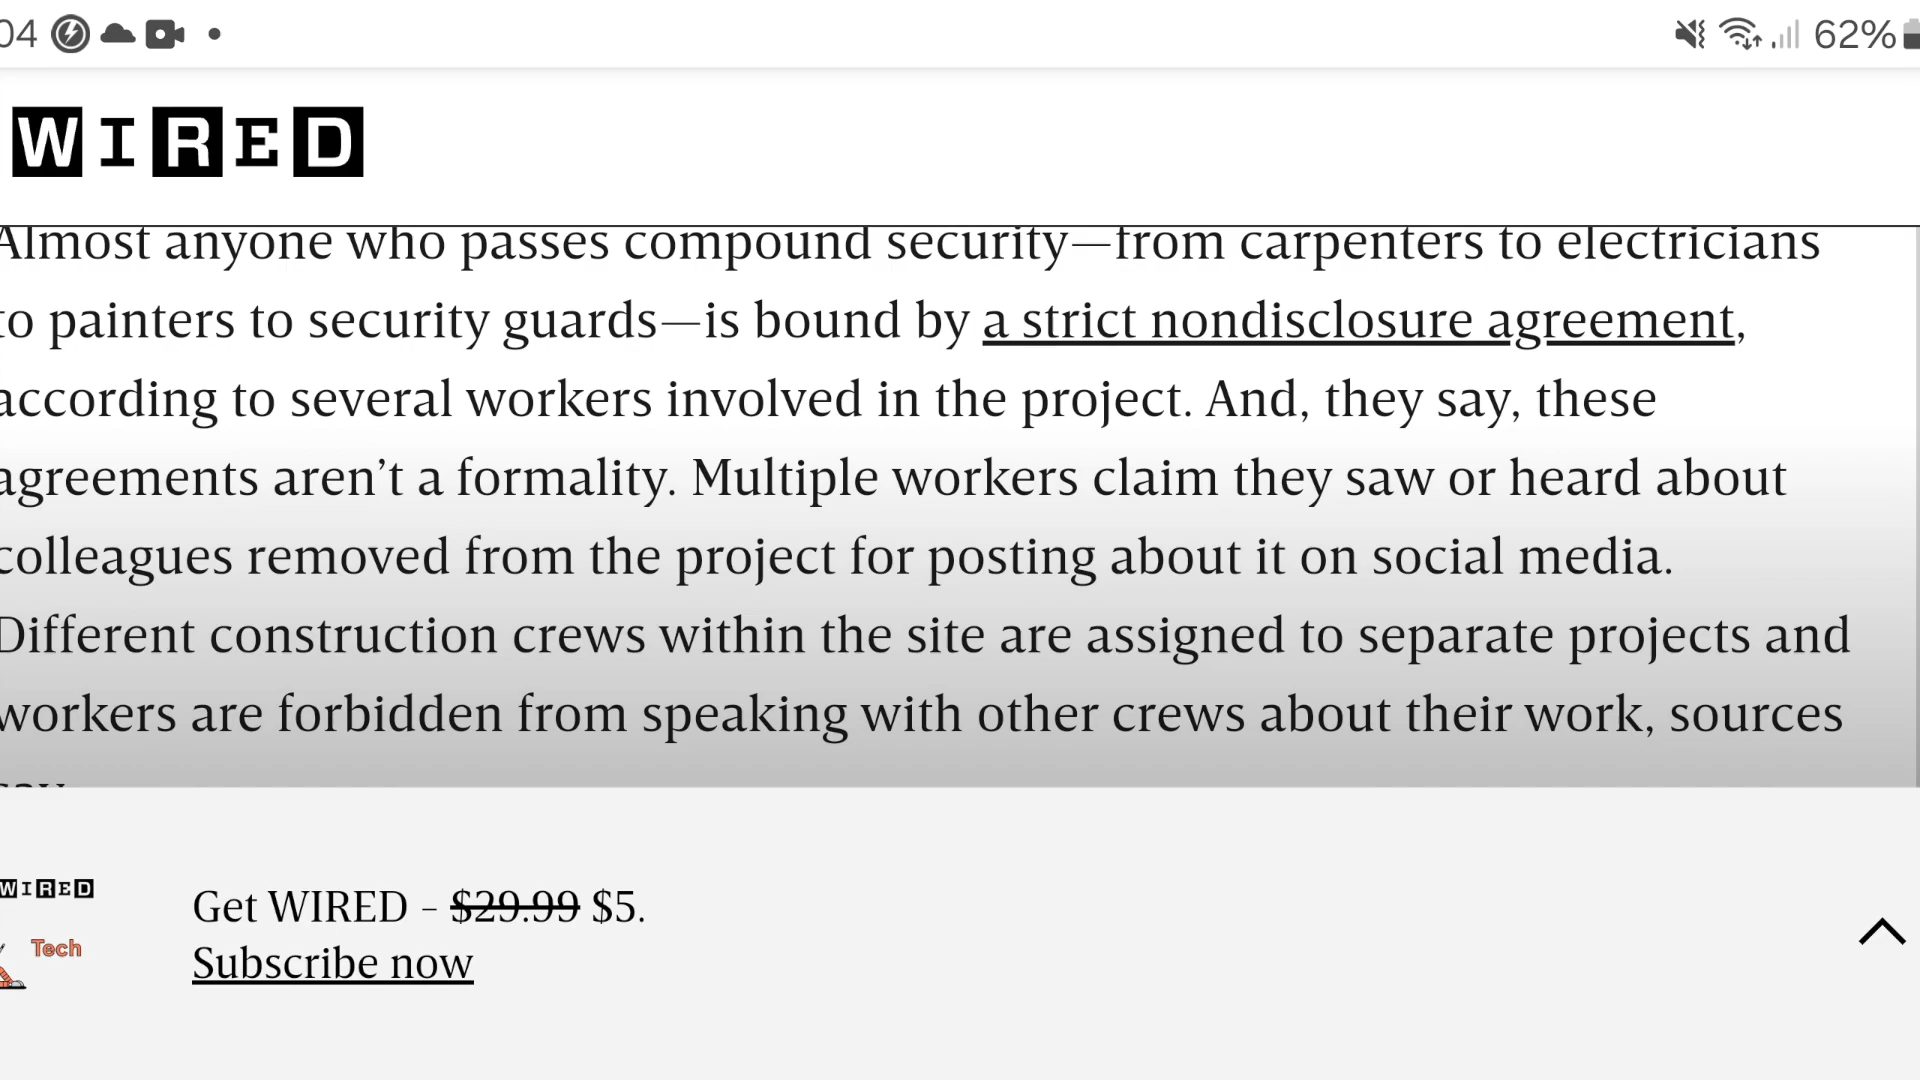 04
62%
WIRED
Almost anyone who passes compound security—from carpenters to electricians
to painters to security guards—is bound by a strict nondisclosure agreement,
according to several workers involved in the project. And, they say, these
agreements aren’t a formality. Multiple workers claim they saw or heard about
colleagues removed from the project for posting about it on social media.
Different construction crews within the site are assigned to separate projects and
workers are forbidden from speaking with other crews about their work, sources
say
WIRED
Tech
Get WIRED - $29.99 $5.
Subscribe now